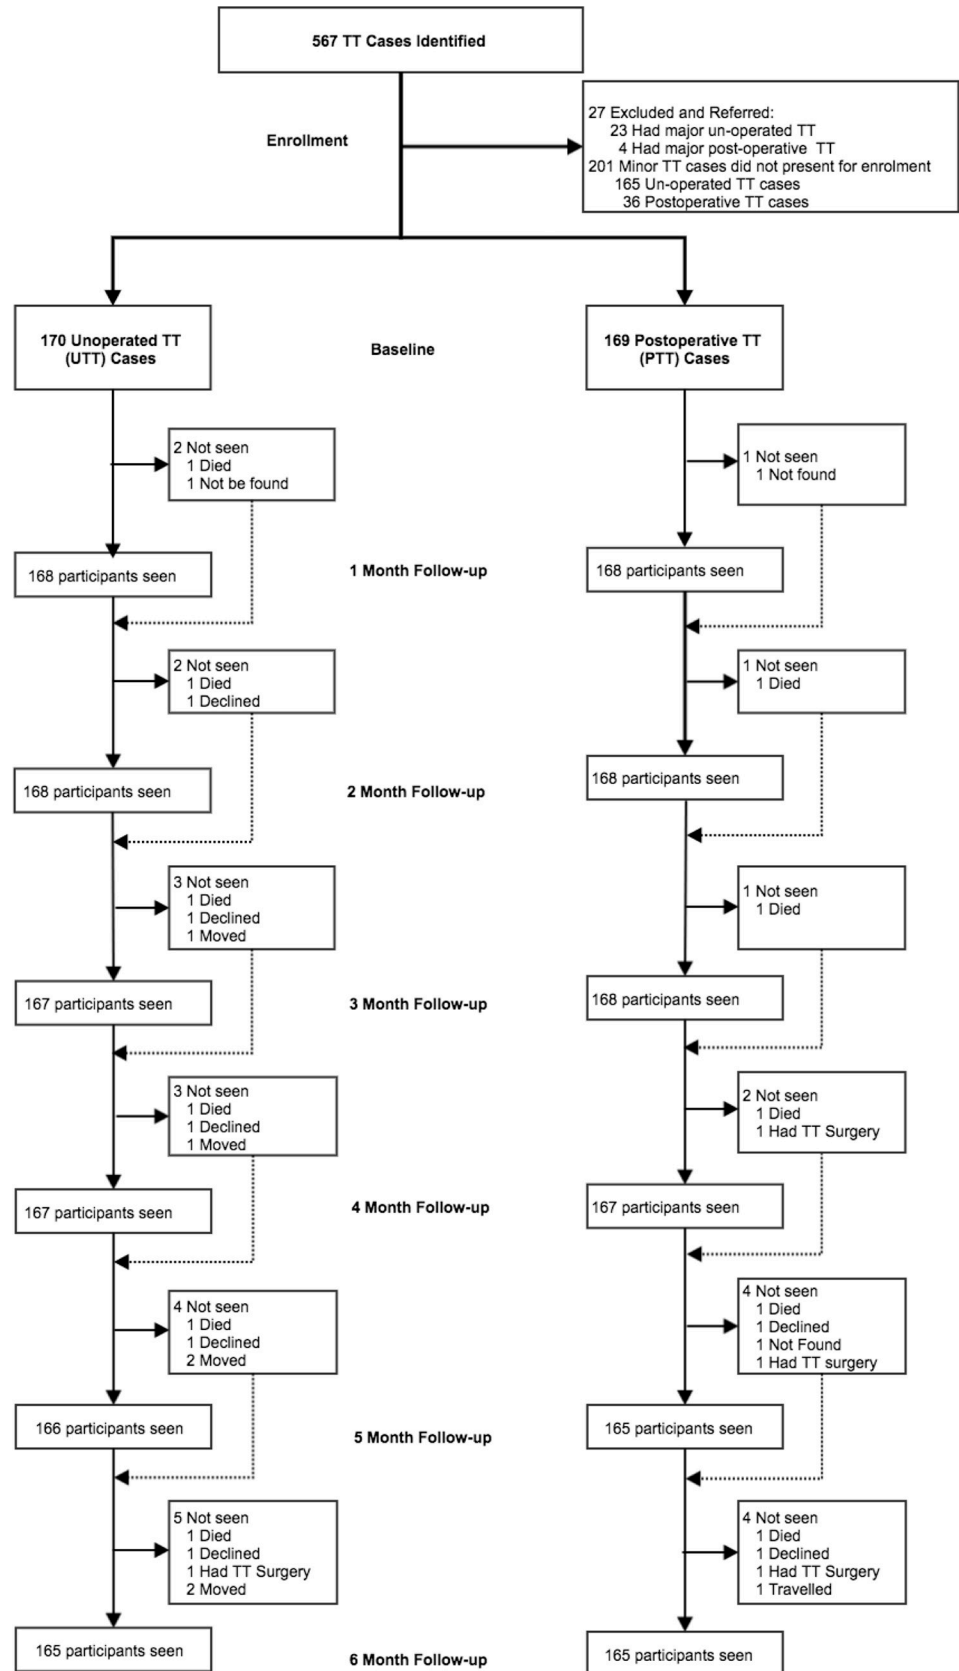 567 TT Cases Identified
Enrollment
27 Excluded and Referred:
23 Had major un-operated TT
4 Had major post-operative TT
201 Minor TT cases did not present for enrolment
165 Un-operated TT cases
36 Postoperative TT cases
170 Unoperated TT
(UTT) Cases
Baseline
169 Postoperative TT
(PTT) Cases
2 Not seen
1 Died
1 Not be found
1 Not seen
1 Not found
168 participants seen
1 Month Follow-up
168 participants seen
2 Not seen
1 Died
1 Declined
1 Not seen
1 Died
168 participants seen
2 Month Follow-up
168 participants seen
3 Not seen
1 Died
1 Declined
1 Moved
1 Not seen
1 Died
167 participants seen
3 Month Follow-up
168 participants seen
3 Not seen
1 Died
1 Declined
1 Moved
2 Not seen
1 Died
1 Had TT Surgery
167 participants seen
4 Month Follow-up
167 participants seen
4 Not seen
1 Died
1 Declined
2 Moved
4 Not seen
1 Died
1 Declined
1 Not Found
1 Had TT surgery
166 participants seen
5 Month Follow-up
165 participants seen
5 Not seen
1 Died
1 Declined
1 Had TT Surgery
2 Moved
4 Not seen
1 Died
1 Declined
1 Had TT Surgery
1 Travelled
165 participants seen
6 Month Follow-up
165 participants seen